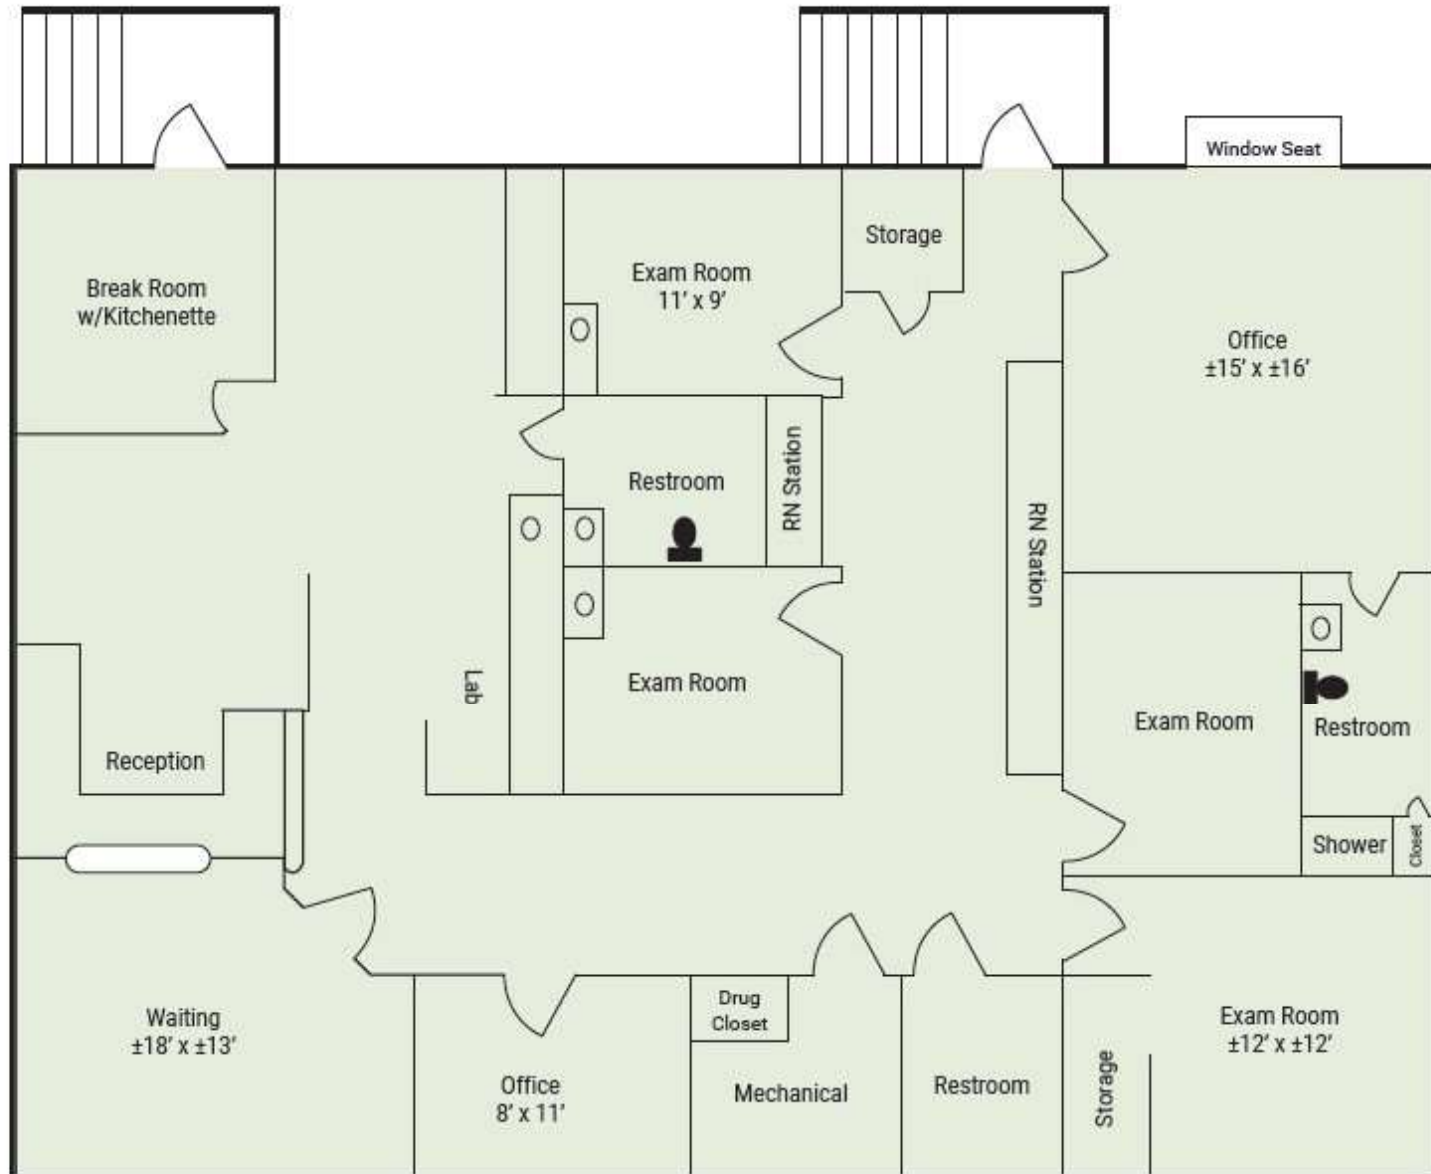 Window Seat
Storage
Exam Room
11’ x 9’
Break Room
w/Kitchenette
Office
±15’ x ±16’
Restroom
RN Station
RN Station
Lab
Exam Room
Exam Room
Restroom
Reception
Shower
Closet
Waiting
±18’ x ±13’
Drug
Closet
Exam Room
±12’ x ±12’
Office
8’ x 11’
Mechanical
Restroom
Storage